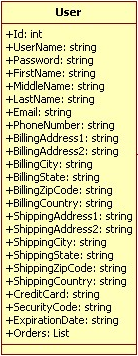 User
+Id: int
+UserName: string
+Password: string
+FirstName: string
+MiddleName: string
+LastName: string
+Email: string
+PhoneNumber: string
+BillingAddress1: string
+BillingAddress2: string
+BillingCity: string
+BillingState: string
+BillingZipCode: string
+BillingCountry: string
+ShippingAddress1: string
+ShippingAddress2: string
+ShippingCity: string
+ShippingState: string
+ShippingZipCode: string
+ShippingCountry: string
+CreditCard: string
+SecurityCode: string
+ExpirationDate: string
+Orders: List